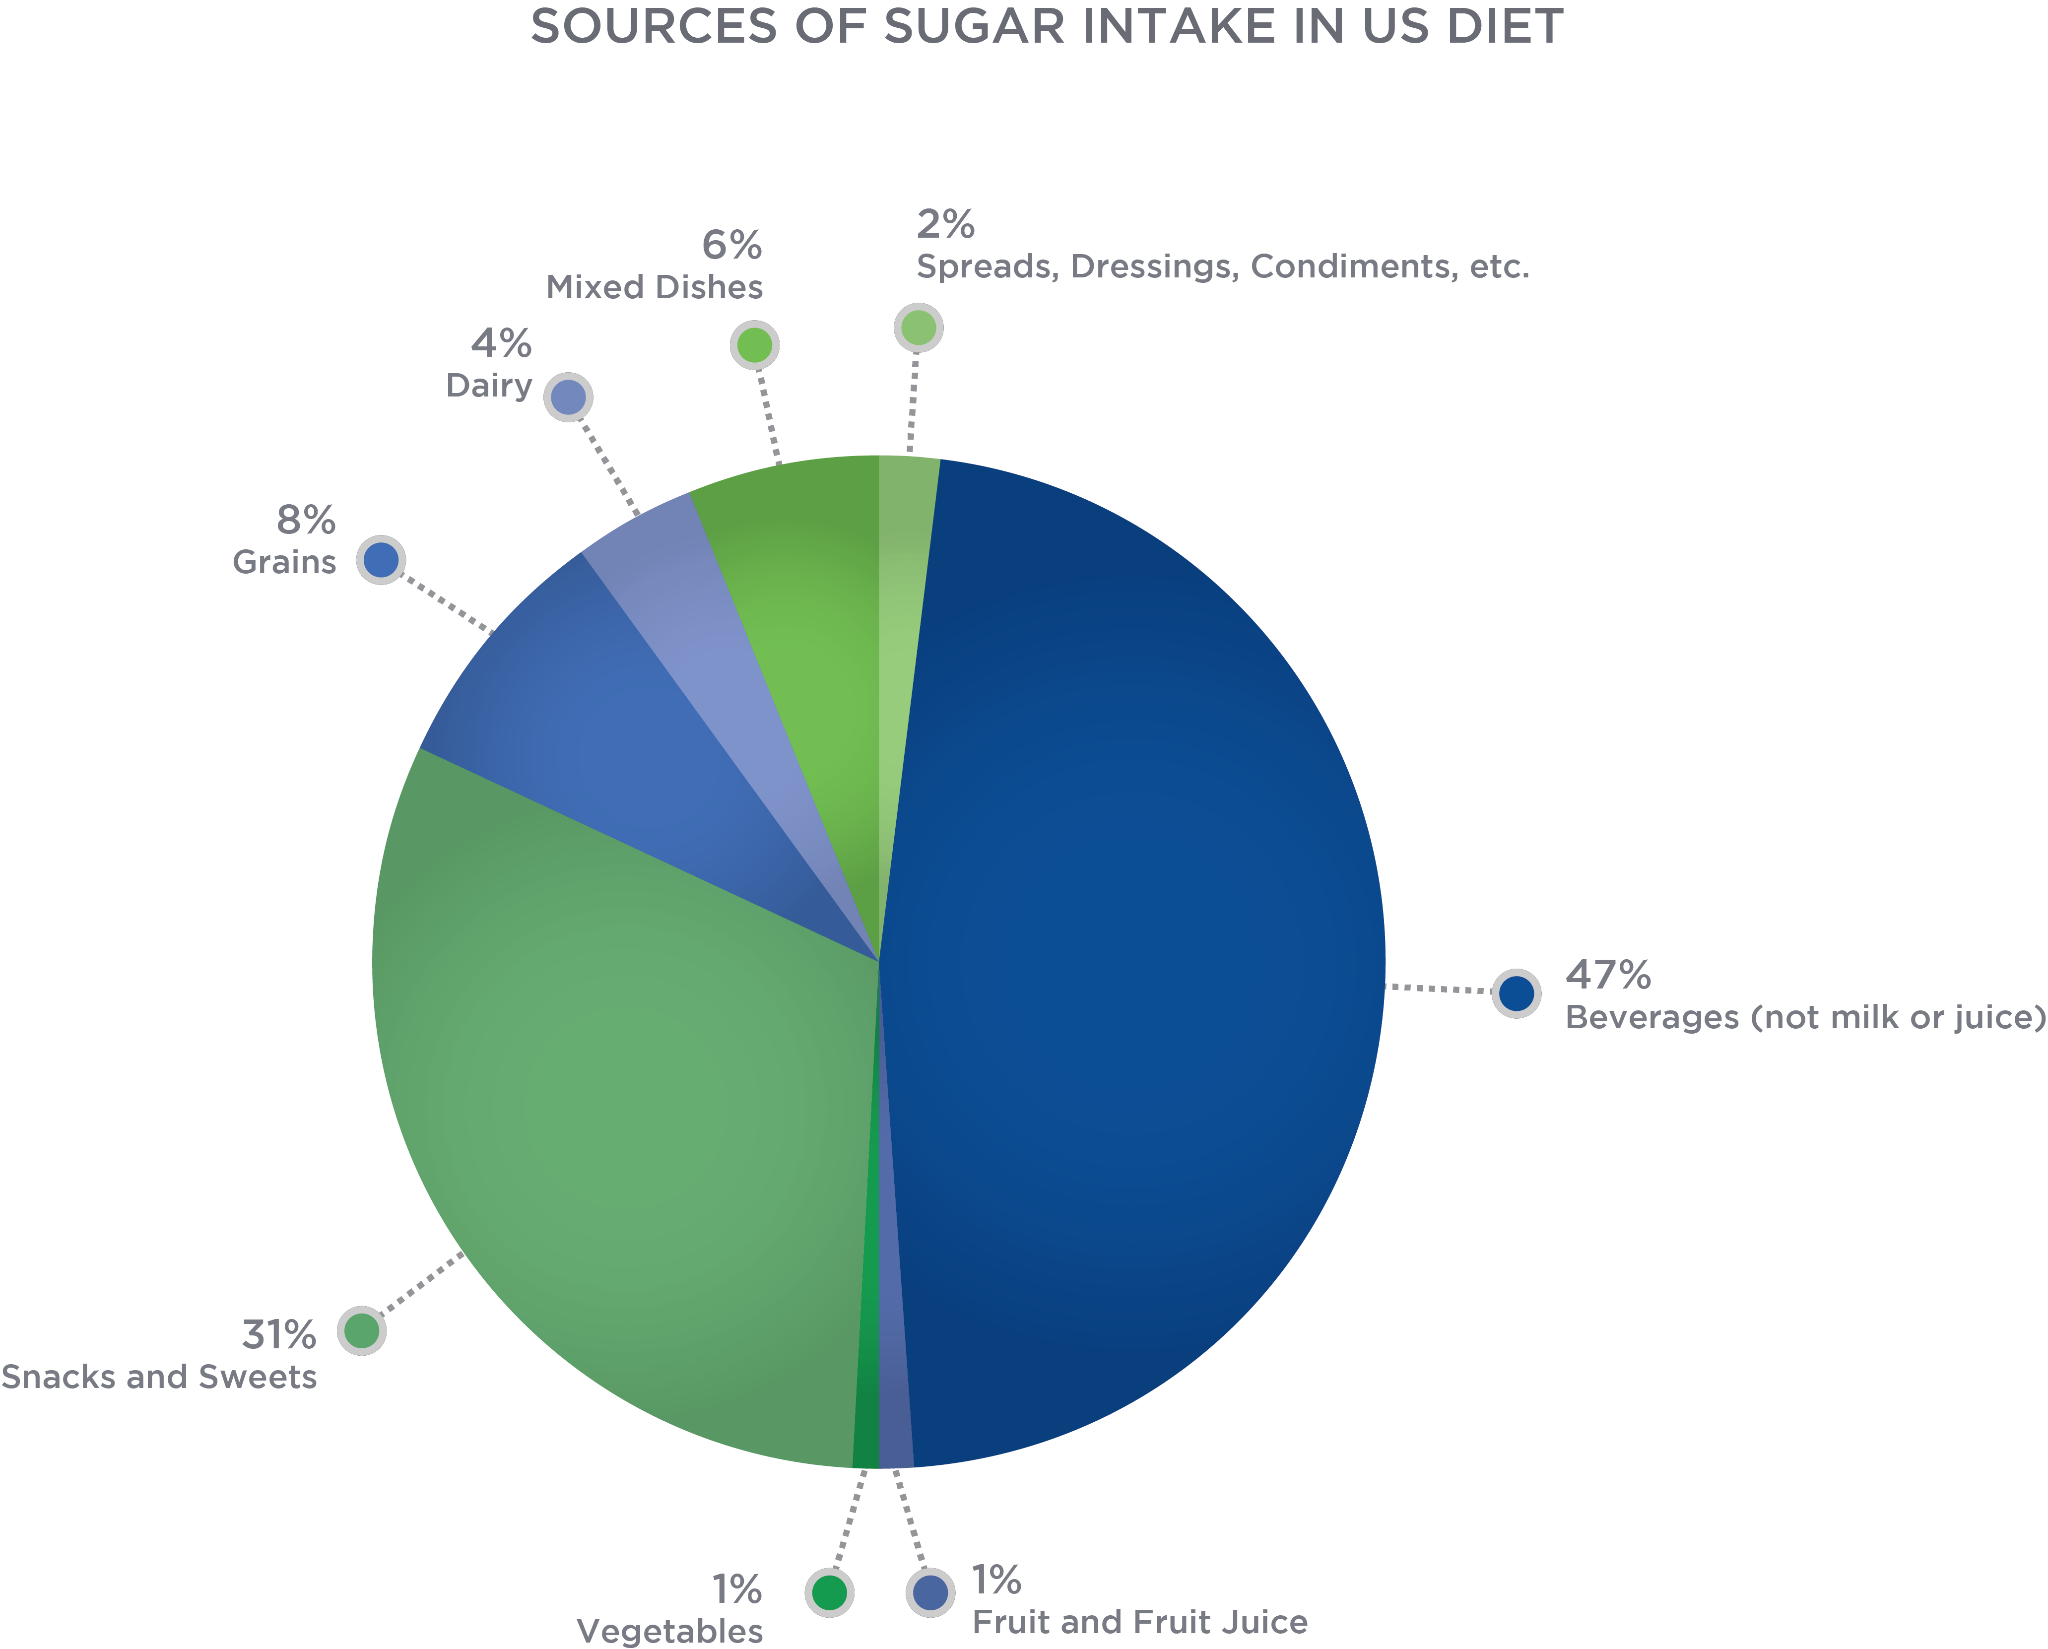 SOURCES OF SUGAR INTAKE IN US DIET
2%
Spreads, Dressings, Condiments, etc.
6%
Mixed Dishes
4%
Dairy
8%
Grains
47%
Beverages (not milk or juice)
31%
Snacks and Sweets
1%
Vegetables
1%
Fruit and Fruit Juice